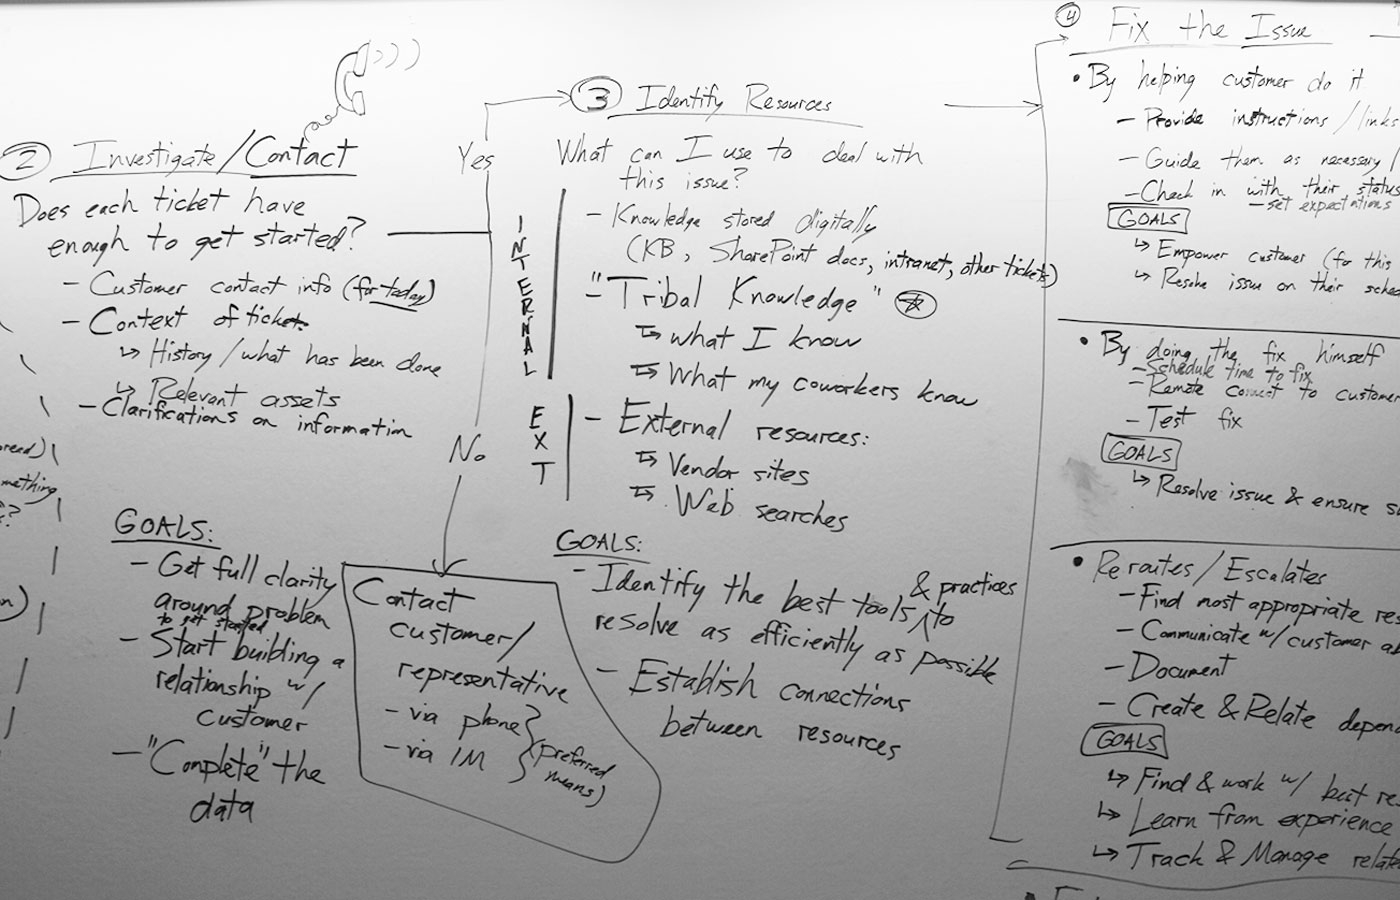 ② Investigate/Contact
Does each ticket have
enough to get started?
- Customer contact info (for today)
- Context of ticket
↳ History/what has been done
↳ Relevant assets
- Clarifications on information
GOALS:
- Get full clarity
around problem
to get started
- Start building a
relationship w/
customer
- "Complete" the
data
Yes
No
Contact
customer/
representative
- via phone
- via IM
(preferred
means)
③ Identify Resources
What can I use to deal with
this issue?
INTERNAL
- Knowledge stored digitally
(KB, SharePoint docs, intranet, other tickets)
- "Tribal Knowledge"
↳ What I know
↳ What my coworkers know
EXT
- External resources:
↳ Vendor sites
↳ Web searches
GOALS:
- Identify the best tools & practices to
resolve as efficiently as possible
- Establish connections
between resources
④ Fix the Issue
• By helping customer do it
- Provide instructions/links
- Guide them as necessary/
- Check in with their status
- set expectations
GOALS
↳ Empower customer (for this
↳ Resolve issue on their sched
• By doing the fix himself
- Schedule time to fix
- Remote connect to customer
- Test fix
GOALS
↳ Resolve issue & ensure
• Reroutes/Escalates
- Find most appropriate res
- Communicate w/customer ab
- Document
- Create & Relate depen
GOALS
↳ Find & work w/ best re
↳ Learn from experience
↳ Track & Manage relat